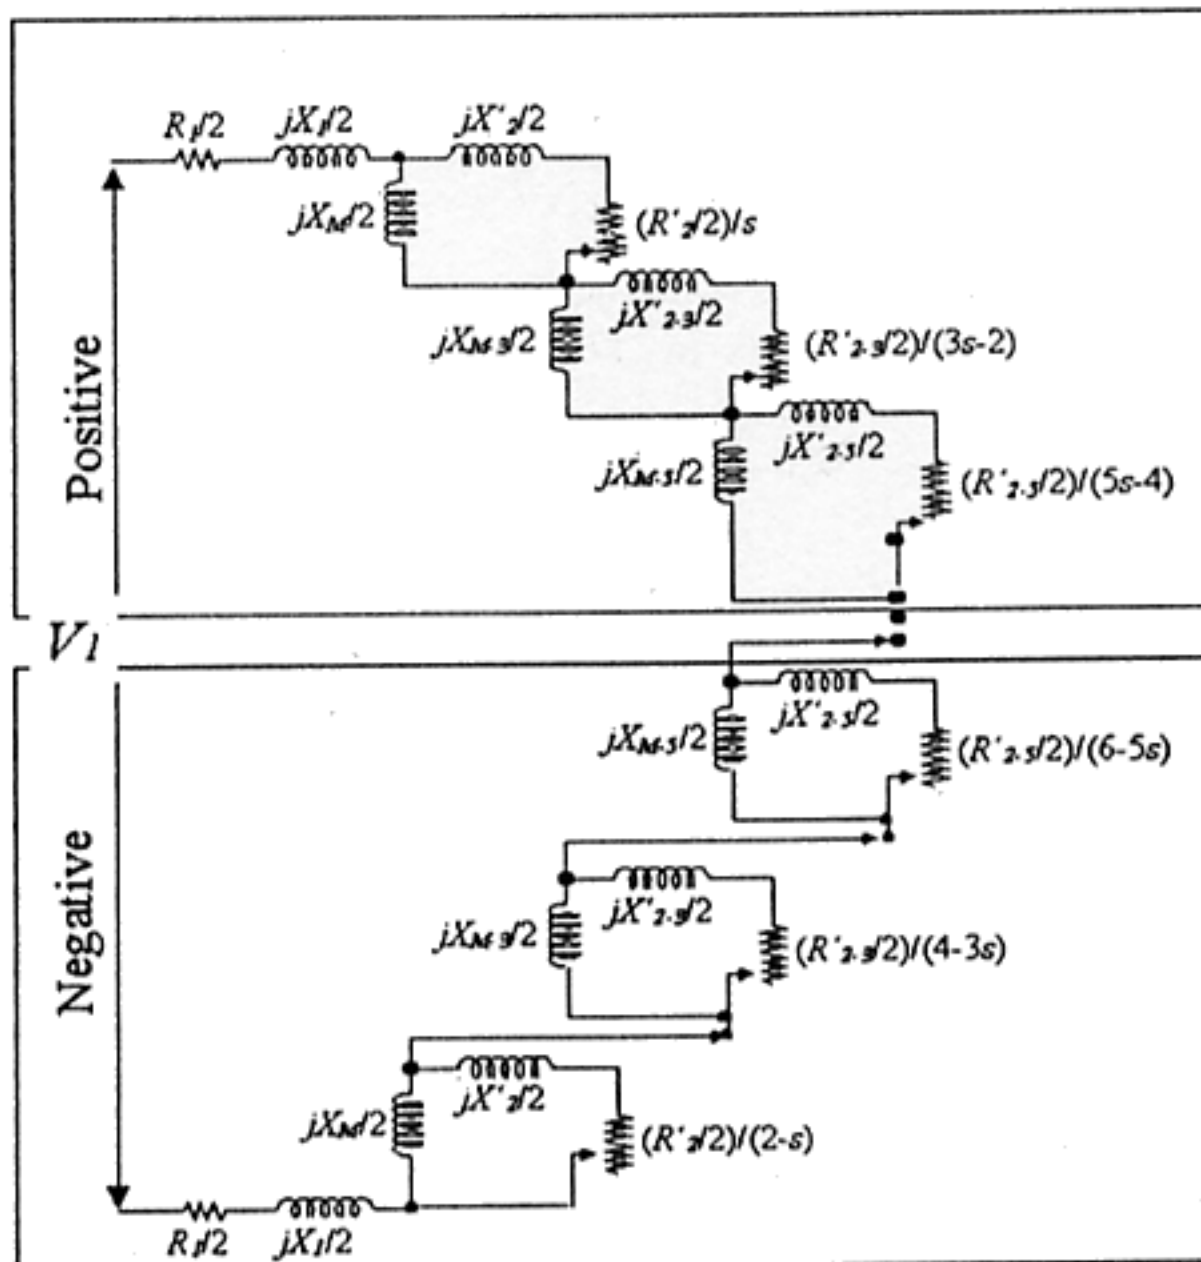 R1/2
jX1/2
jX'2/2
jXM/2
(R'2/2)/s
jX'2-3/2
jXM-3/2
(R'2-3/2)/(3s-2)
jX'2-5/2
jXM-5/2
(R'2-5/2)/(5s-4)
Positive
V1
jX'2-5/2
jXM-5/2
(R'2-5/2)/(6-5s)
Negative
jX'2-3/2
jXM-3/2
(R'2-3/2)/(4-3s)
jX'2/2
jXM/2
(R'2/2)/(2-s)
R1/2
jX1/2